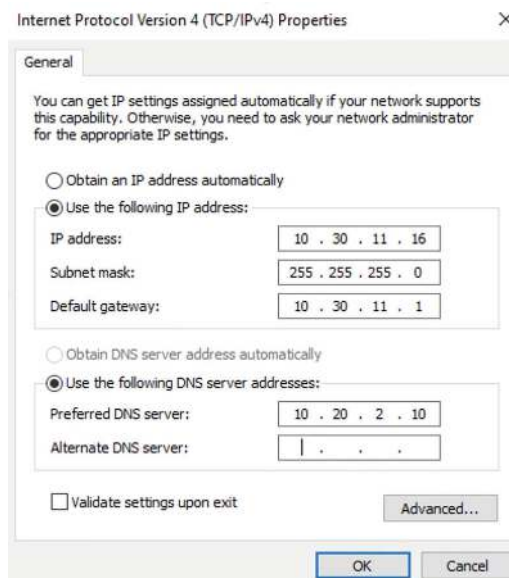 Internet Protocol Version 4 (TCP/IPv4) Properties
General
You can get IP settings assigned automatically if your network supports
this capability. Otherwise, you need to ask your network administrator
for the appropriate IP settings.
Obtain an IP address automatically
Use the following IP address:
IP address: 10 . 30 . 11 . 16
Subnet mask: 255 . 255 . 255 . 0
Default gateway: 10 . 30 . 11 . 1
Obtain DNS server address automatically
Use the following DNS server addresses:
Preferred DNS server: 10 . 20 . 2 . 10
Alternate DNS server: . . .
Validate settings upon exit
Advanced...
OK Cancel